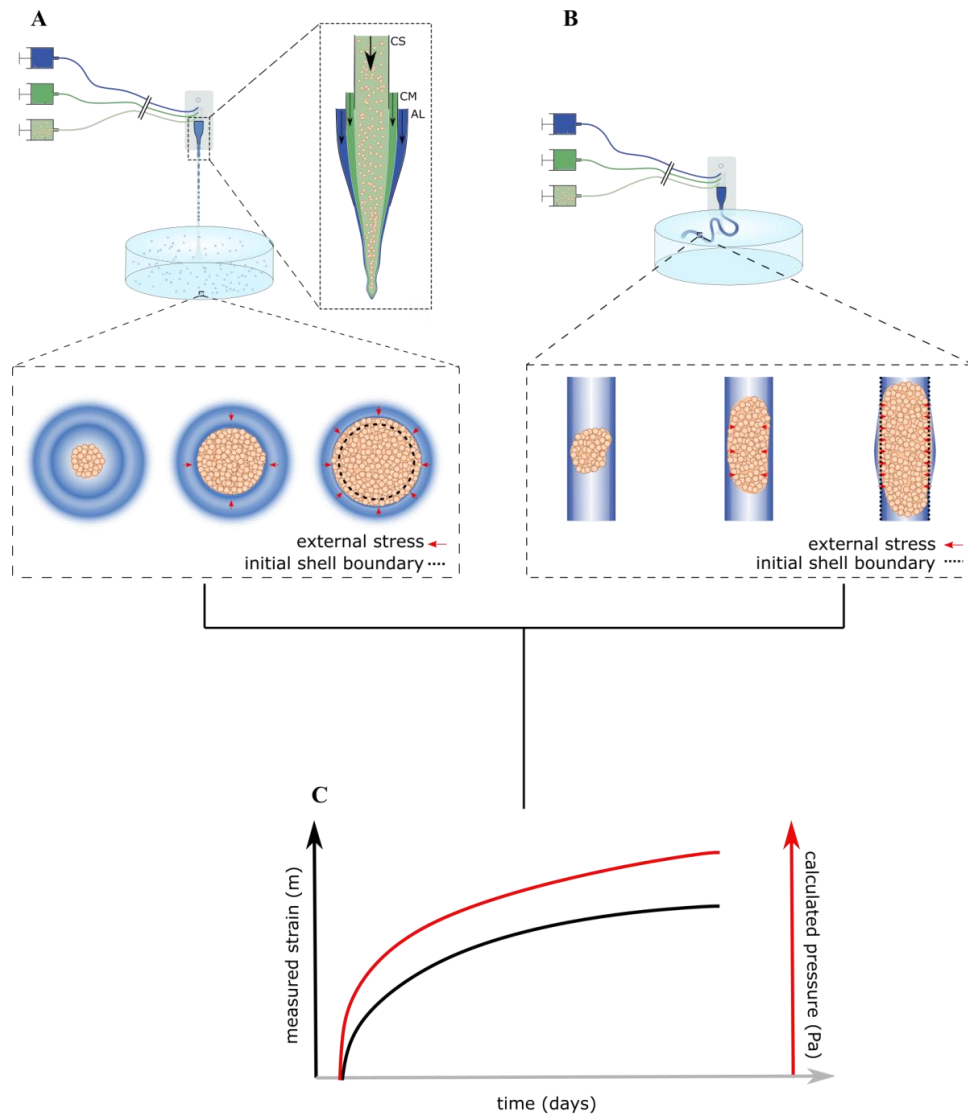 A
CS
CM
AL
B
external stress
initial shell boundary
external stress
initial shell boundary
C
measured strain (m)
calculated pressure (Pa)
time (days)